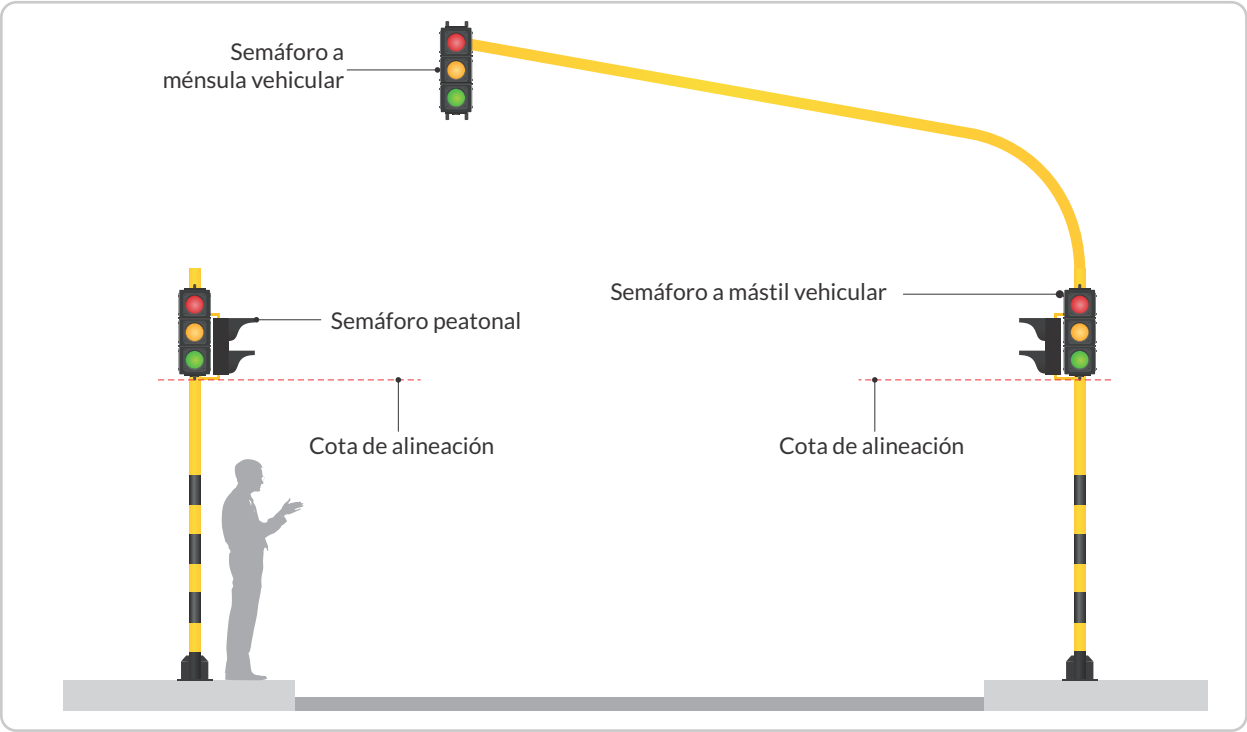 Semáforo a
ménsula vehicular
Semáforo a mástil vehicular
Semáforo peatonal
Cota de alineación
Cota de alineación